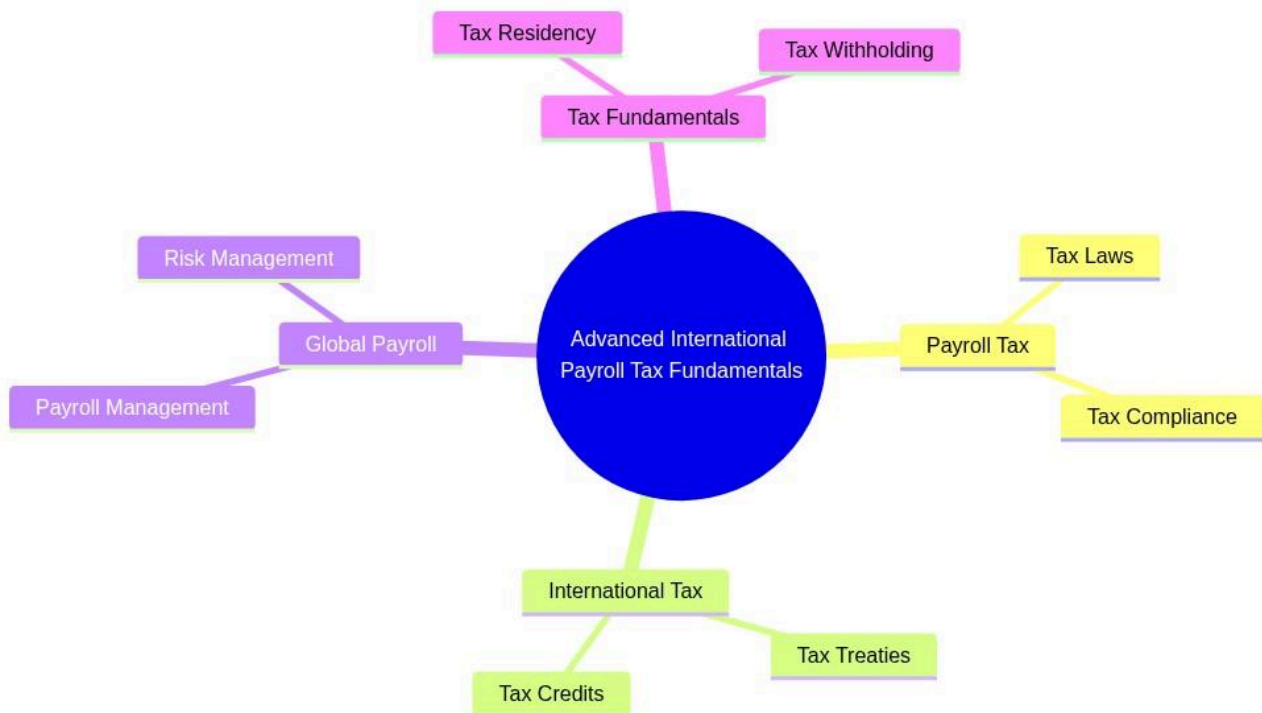 Tax Residency
Tax Withholding
Tax Fundamentals
Risk Management
Tax Laws
Global Payroll
Advanced International
Payroll Tax Fundamentals
Payroll Tax
Payroll Management
Tax Compliance
International Tax
Tax Treaties
Tax Credits